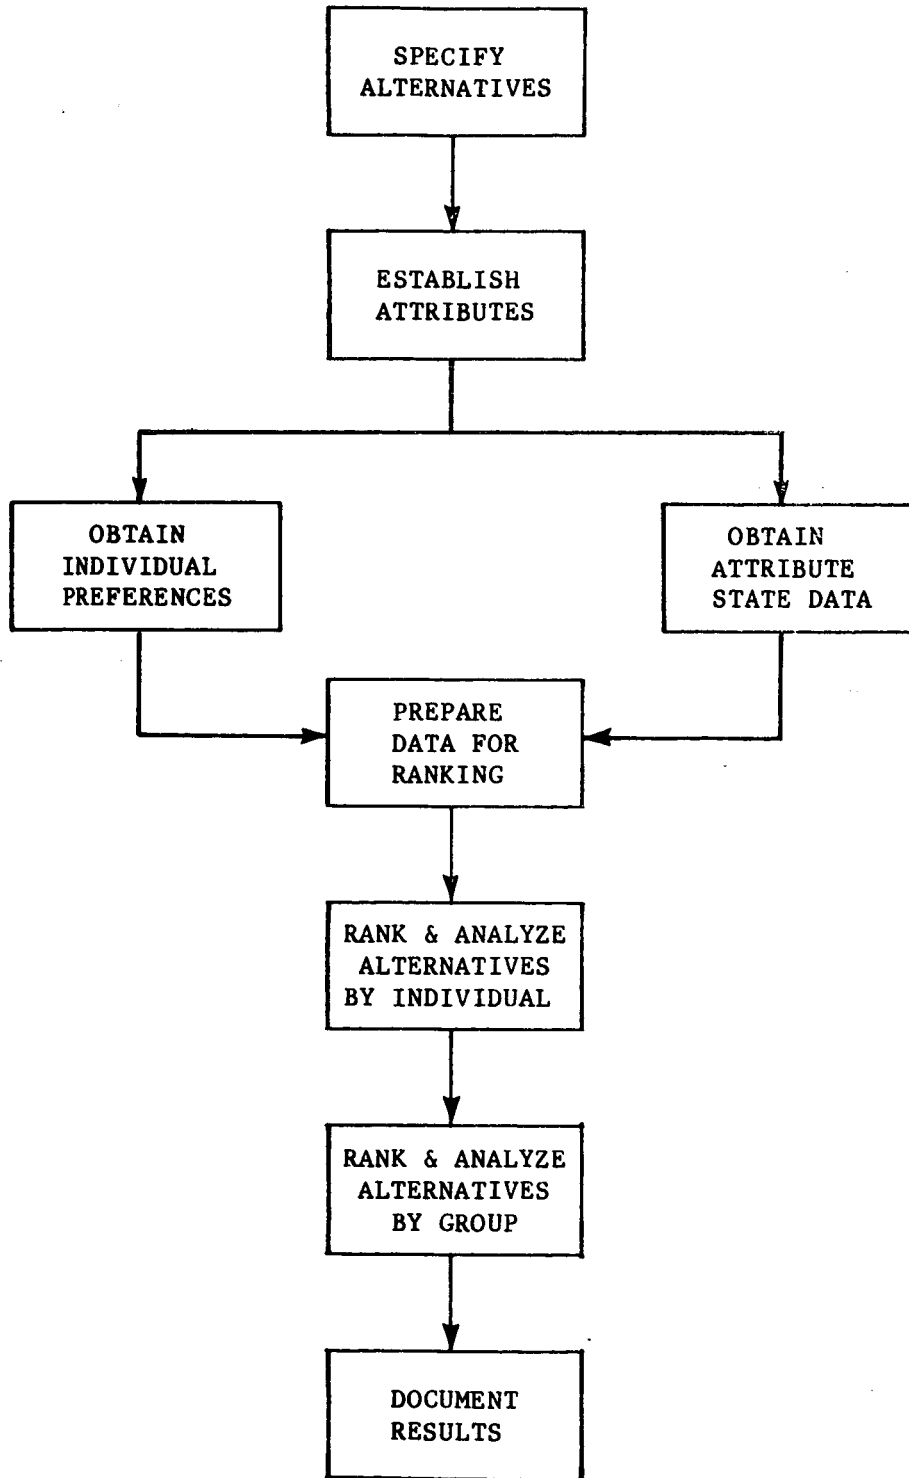 SPECIFY
ALTERNATIVES
ESTABLISH
ATTRIBUTES
OBTAIN
INDIVIDUAL
PREFERENCES
OBTAIN
ATTRIBUTE
STATE DATA
PREPARE
DATA FOR
RANKING
RANK & ANALYZE
ALTERNATIVES
BY INDIVIDUAL
RANK & ANALYZE
ALTERNATIVES
BY GROUP
DOCUMENT
RESULTS